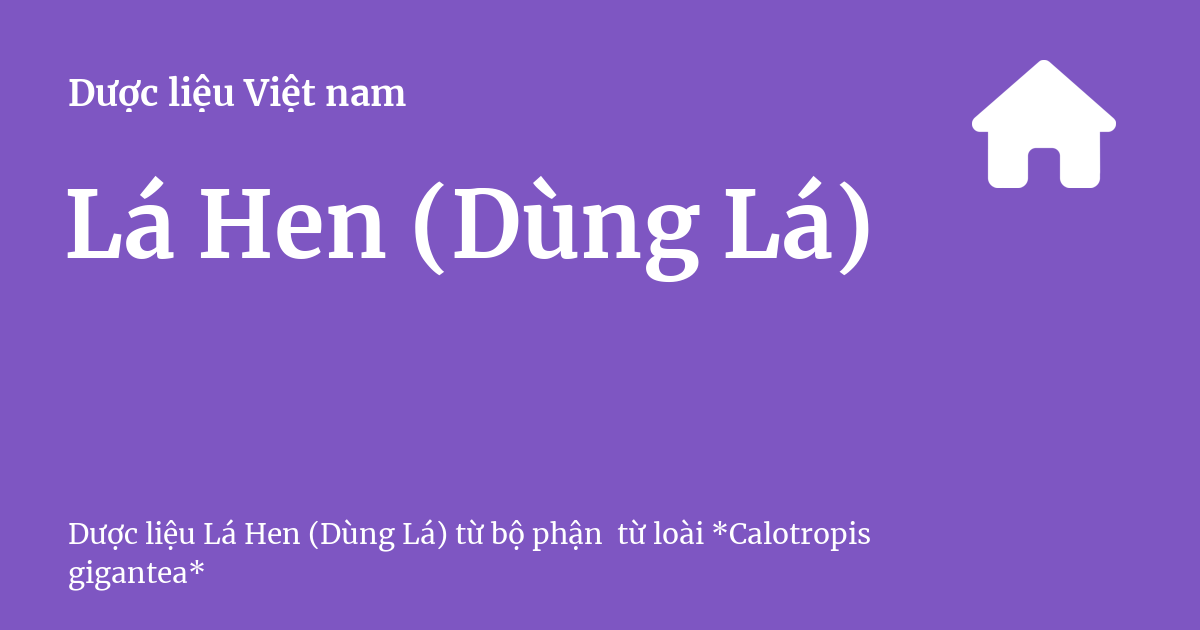 Dược liệu Việt nam
Lá Hen (Dùng Lá)
Dược liệu Lá Hen (Dùng Lá) từ bộ phận  từ loài *Calotropis
gigantea*